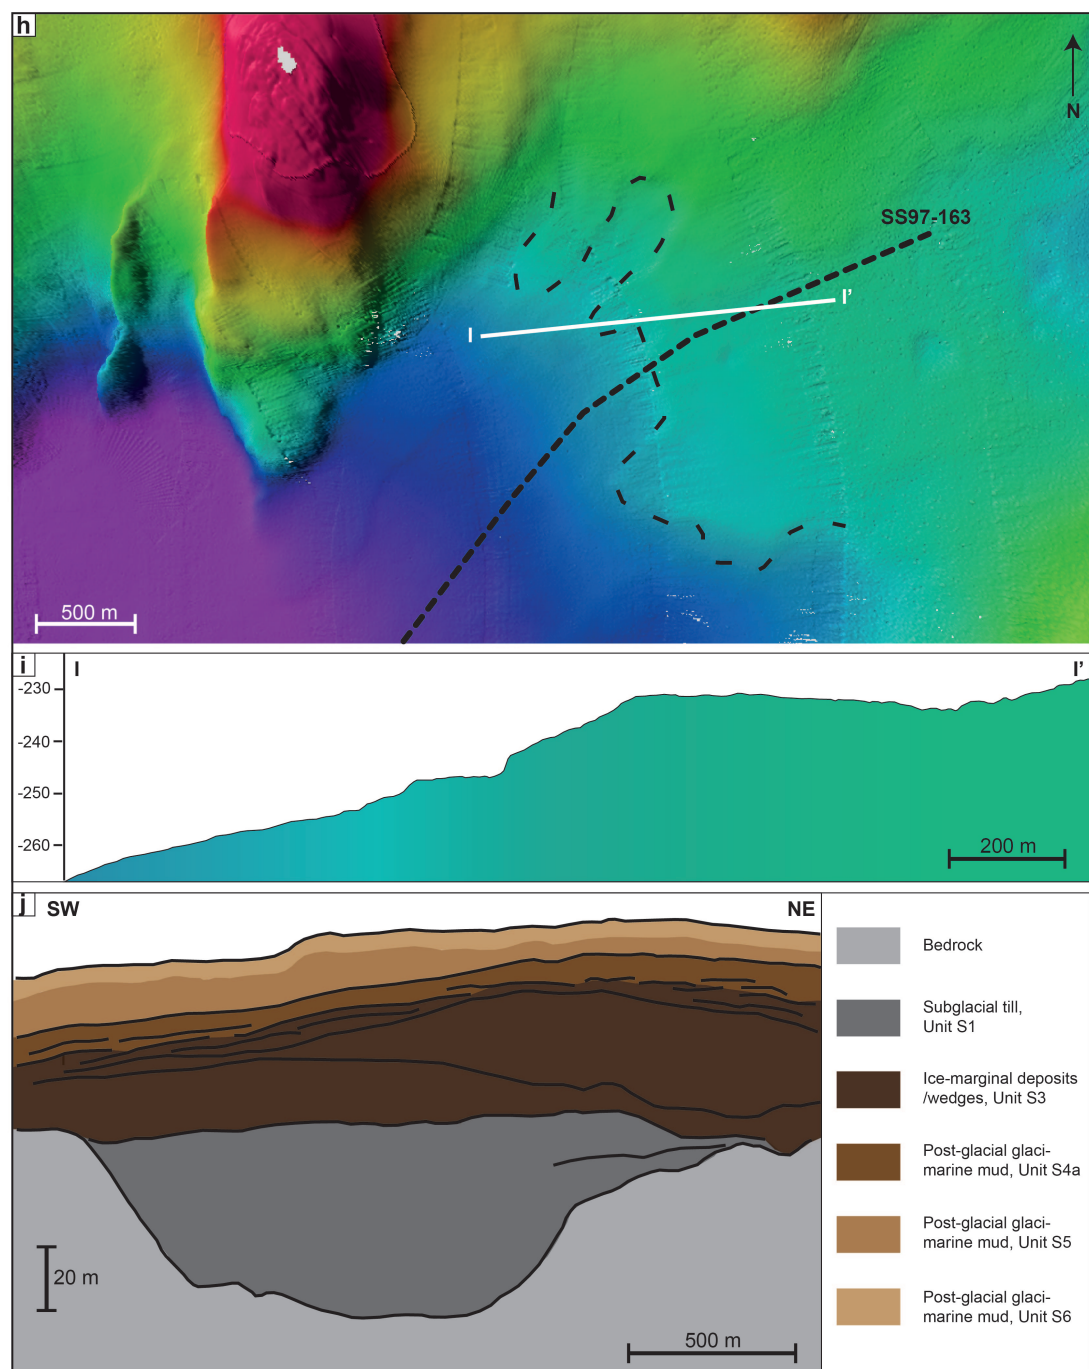 h
N
SS97-163
I
I'
500 m
i
I
I'
-230
-240
-250
-260
200 m
j
SW
NE
20 m
500 m
Bedrock
Subglacial till,
Unit S1
Ice-marginal deposits
/wedges, Unit S3
Post-glacial glaci-
marine mud, Unit S4a
Post-glacial glaci-
marine mud, Unit S5
Post-glacial glaci-
marine mud, Unit S6